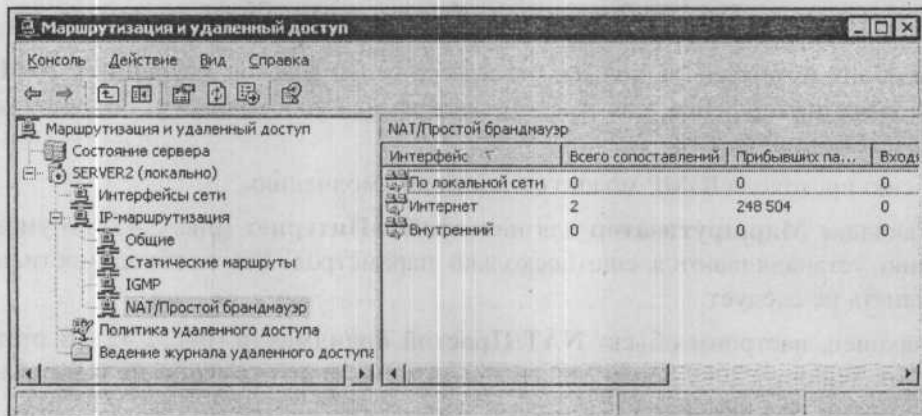 Маршрутизация и удаленный доступ
Консоль Действие Вид Справка
Маршрутизация и удаленный доступ
Состояние сервера
SERVER2 (локально)
Интерфейсы сети
IP-маршрутизация
Общие
Статические маршруты
IGMP
NAT/Простой брандмауэр
Политика удаленного доступа
Ведение журнала удаленного доступа
NAT/Простой брандмауэр
Интерфейс Всего сопоставлений Прибывших па... Входя
По локальной сети 0 0 0
Интернет 2 248 504 0
Внутренний 0 0 0